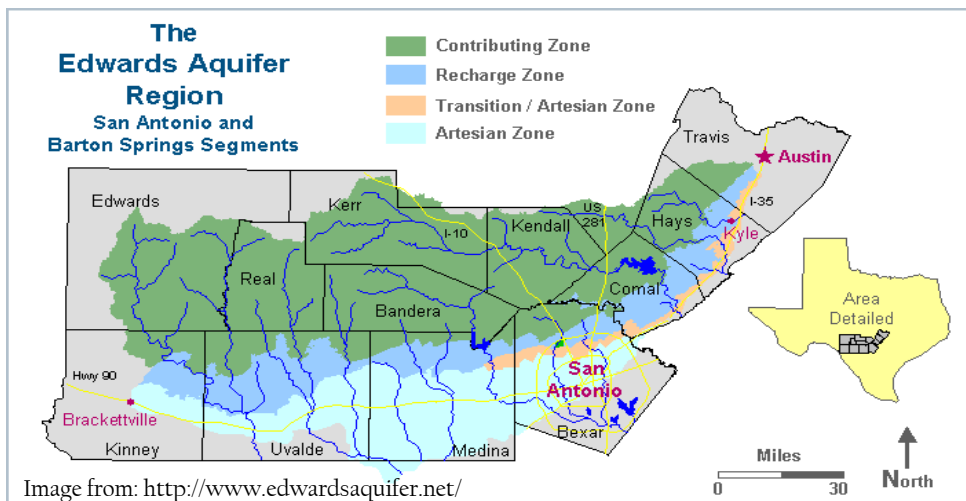 The
Edwards Aquifer
Region
San Antonio and
Barton Springs Segments
Contributing Zone
Recharge Zone
Transition / Artesian Zone
Artesian Zone
Travis
Austin
Edwards
Kerr
US
281
I-35
Hays
Kyle
I-10
Kendall
Real
Comal
Bandera
Area
Detailed
Hwy 90
San
Antonio
Brackettville
Bexar
Kinney
Uvalde
Medina
Miles
0
30
North
Image from: http://www.edwardsaquifer.net/